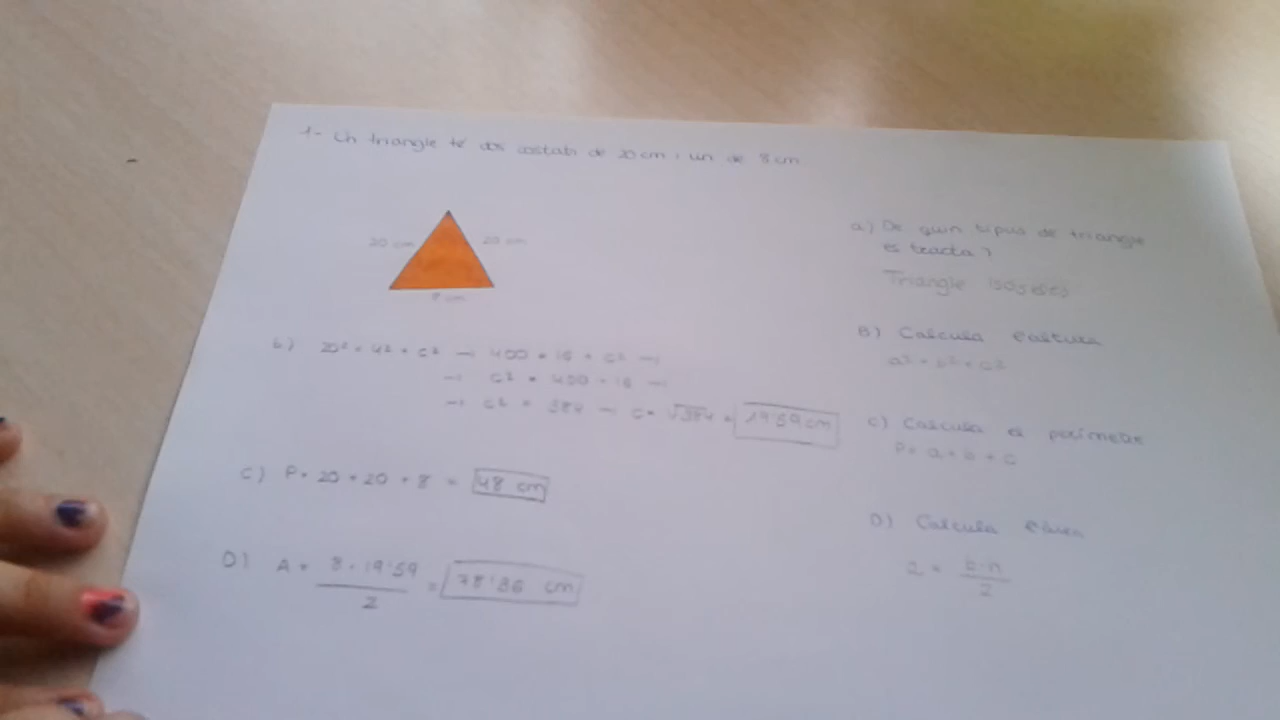 1- Un triangle té dos costats de 20 cm i un de 8 cm
20 cm
20 cm
8 cm
a) De quin tipus de triangle
es tracta?
Triangle isòsceles
B) Calcula l'altura
a² = b² + c²
C) Calcula el perímetre
P = a + b + c
D) Calcula l'àrea
a = b·h
2
b) 20² = 4² + c² → 400 = 16 + c² →
→ c² = 400 - 16 →
→ c² = 384 → c = √384 = 19'59 cm
C) P = 20 + 20 + 8 = 48 cm
D) A = 8 · 19'59 = 78'36 cm
2